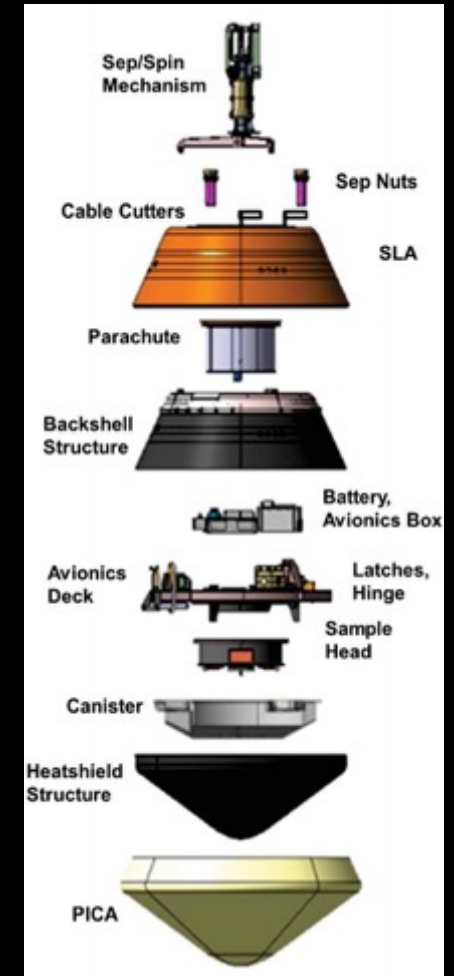 Sep/Spin
Mechanism
Sep Nuts
Cable Cutters
SLA
Parachute
Backshell
Structure
Battery,
Avionics Box
Avionics
Deck
Latches,
Hinge
Sample
Head
Canister
Heatshield
Structure
PICA